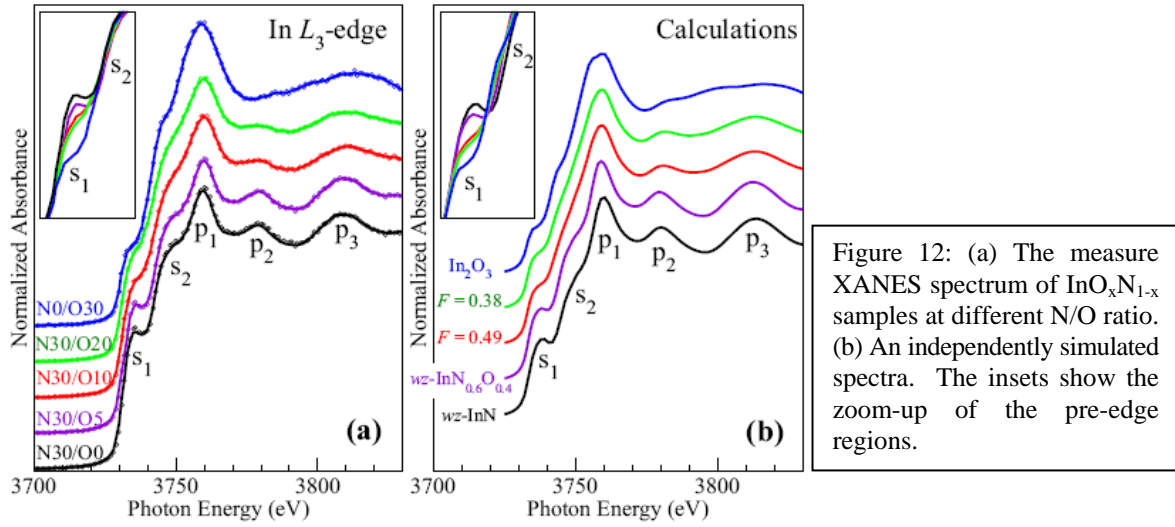 In L₃-edge
s₂
s₁
Normalized Absorbance
p₁
p₂
p₃
s₂
s₁
N0/O30
N30/O20
N30/O10
N30/O5
N30/O0
(a)
3700
3750
3800
Photon Energy (eV)
Calculations
s₂
s₁
Normalized Absorbance
p₁
p₂
p₃
s₂
s₁
In₂O₃
F = 0.38
F = 0.49
wz-InN₀.₆O₀.₄
wz-InN
(b)
3700
3750
3800
Photon Energy (eV)
Figure 12: (a) The measure
XANES spectrum of InOₓN₁₋ₓ
samples at different N/O ratio.
(b) An independently simulated
spectra. The insets show the
zoom-up of the pre-edge
regions.